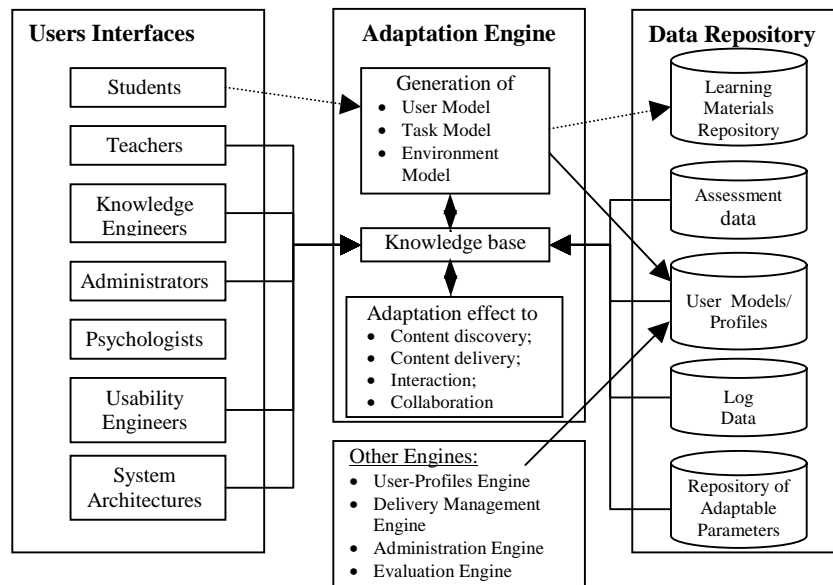 Users Interfaces
Students
Teachers
Knowledge
Engineers
Administrators
Psychologists
Usability
Engineers
System
Architectures
Adaptation Engine
Generation of
• User Model
• Task Model
• Environment
Model
Knowledge base
Adaptation effect to
• Content discovery;
• Content delivery;
• Interaction;
• Collaboration
Other Engines:
• User-Profiles Engine
• Delivery Management
Engine
• Administration Engine
• Evaluation Engine
Data Repository
Learning
Materials
Repository
Assessment
data
User Models/
Profiles
Log
Data
Repository of
Adaptable
Parameters